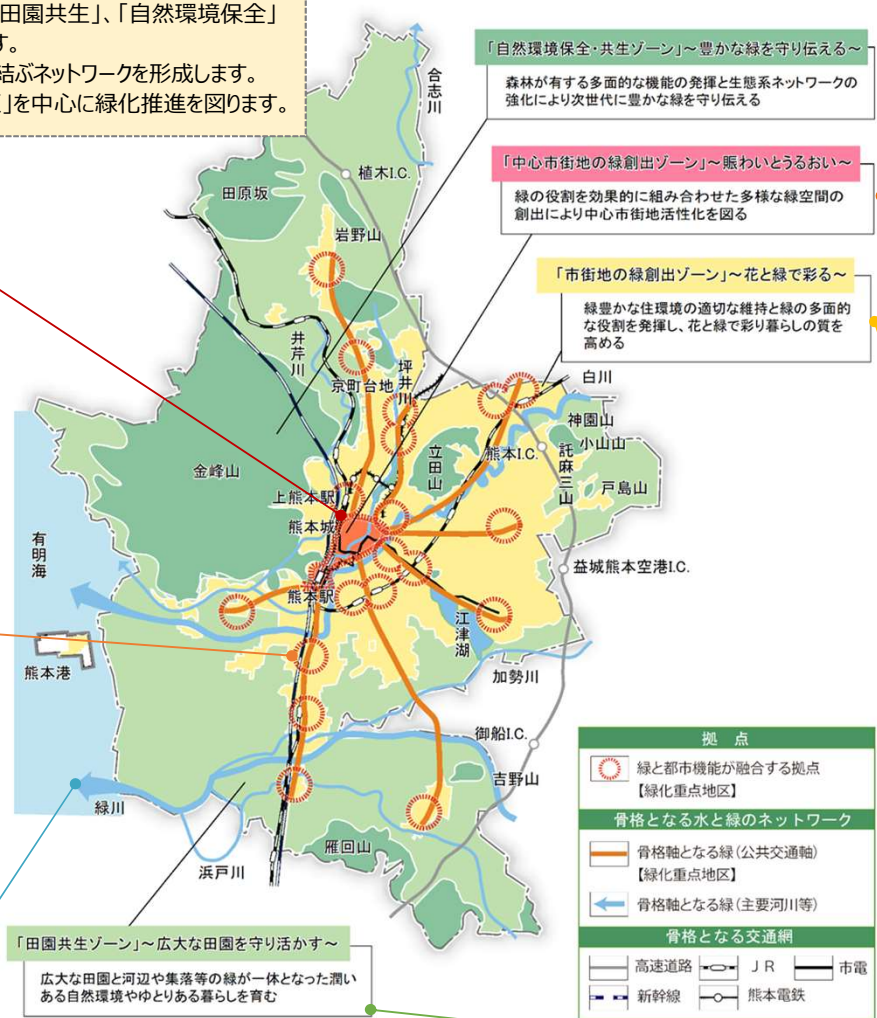 田園共生」、「自然環境保全」
す。
結ぶネットワークを形成します。
」を中心に緑化推進を図ります。
「自然環境保全・共生ゾーン」～豊かな緑を守り伝える～
森林が有する多面的な機能の発揮と生態系ネットワークの
強化により次世代に豊かな緑を守り伝える
「中心市街地の緑創出ゾーン」～賑わいとうるおい～
緑の役割を効果的に組み合わせた多様な緑空間の
創出により中心市街地活性化を図る
「市街地の緑創出ゾーン」～花と緑で彩る～
緑豊かな住環境の適切な維持と緑の多面的
な役割を発揮し、花と緑で彩り暮らしの質を
高める
合志川
植木I.C.
田原坂
岩野山
井芹川
京町台地
坪井川
白川
神園山
小山山
立田山
熊本I.C.
託麻三山
戸島山
金峰山
上熊本駅
熊本城
有明海
益城熊本空港I.C.
熊本駅
江津湖
熊本港
加勢川
御船I.C.
吉野山
緑川
雁回山
浜戸川
拠 点
緑と都市機能が融合する拠点
【緑化重点地区】
骨格となる水と緑のネットワーク
骨格軸となる緑(公共交通軸)
【緑化重点地区】
骨格軸となる緑(主要河川等)
骨格となる交通網
高速道路 JR 市電
新幹線 熊本電鉄
「田園共生ゾーン」～広大な田園を守り活かす～
広大な田園と河辺や集落等の緑が一体となった潤い
ある自然環境やゆとりある暮らしを育む